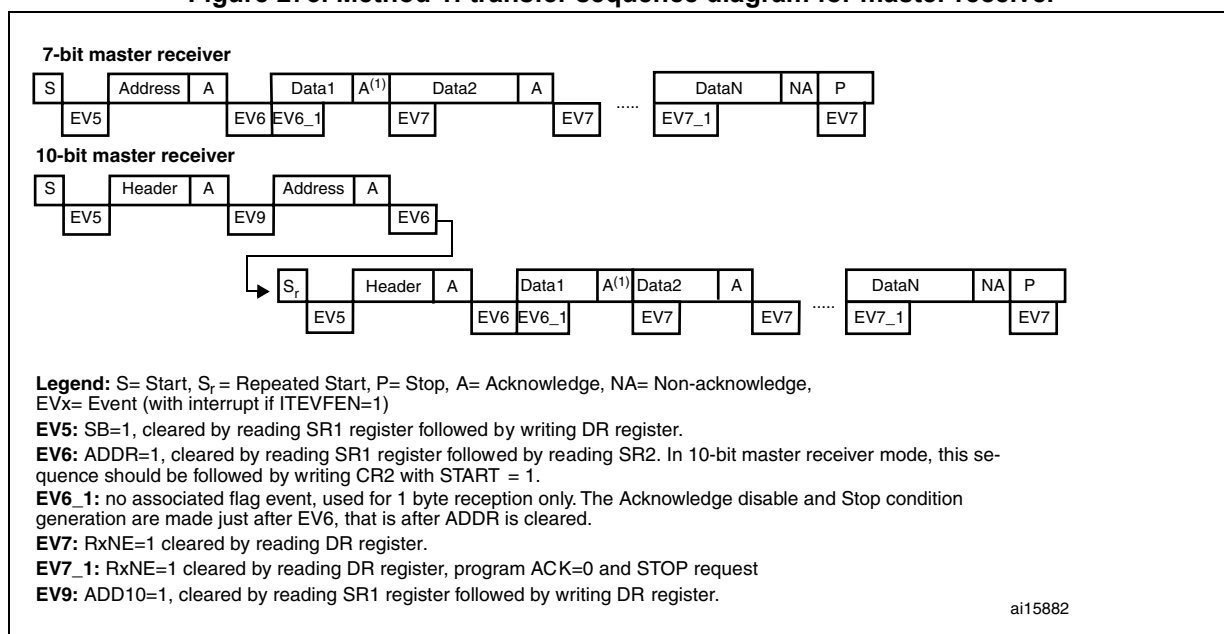 Figure 273. Method 1: transfer sequence diagram for master receiver
7-bit master receiver
S Address A Data1 A(1) Data2 A ..... DataN NA P
EV5 EV6 EV6_1 EV7 EV7 EV7_1 EV7
10-bit master receiver
S Header A Address A
EV5 EV9 EV6
Sr Header A Data1 A(1) Data2 A ..... DataN NA P
EV5 EV6 EV6_1 EV7 EV7 EV7_1 EV7
Legend: S= Start, Sr = Repeated Start, P= Stop, A= Acknowledge, NA= Non-acknowledge,
EVx= Event (with interrupt if ITEVFEN=1)
EV5: SB=1, cleared by reading SR1 register followed by writing DR register.
EV6: ADDR=1, cleared by reading SR1 register followed by reading SR2. In 10-bit master receiver mode, this se-
quence should be followed by writing CR2 with START = 1.
EV6_1: no associated flag event, used for 1 byte reception only. The Acknowledge disable and Stop condition
generation are made just after EV6, that is after ADDR is cleared.
EV7: RxNE=1 cleared by reading DR register.
EV7_1: RxNE=1 cleared by reading DR register, program ACK=0 and STOP request
EV9: ADD10=1, cleared by reading SR1 register followed by writing DR register.
ai15882